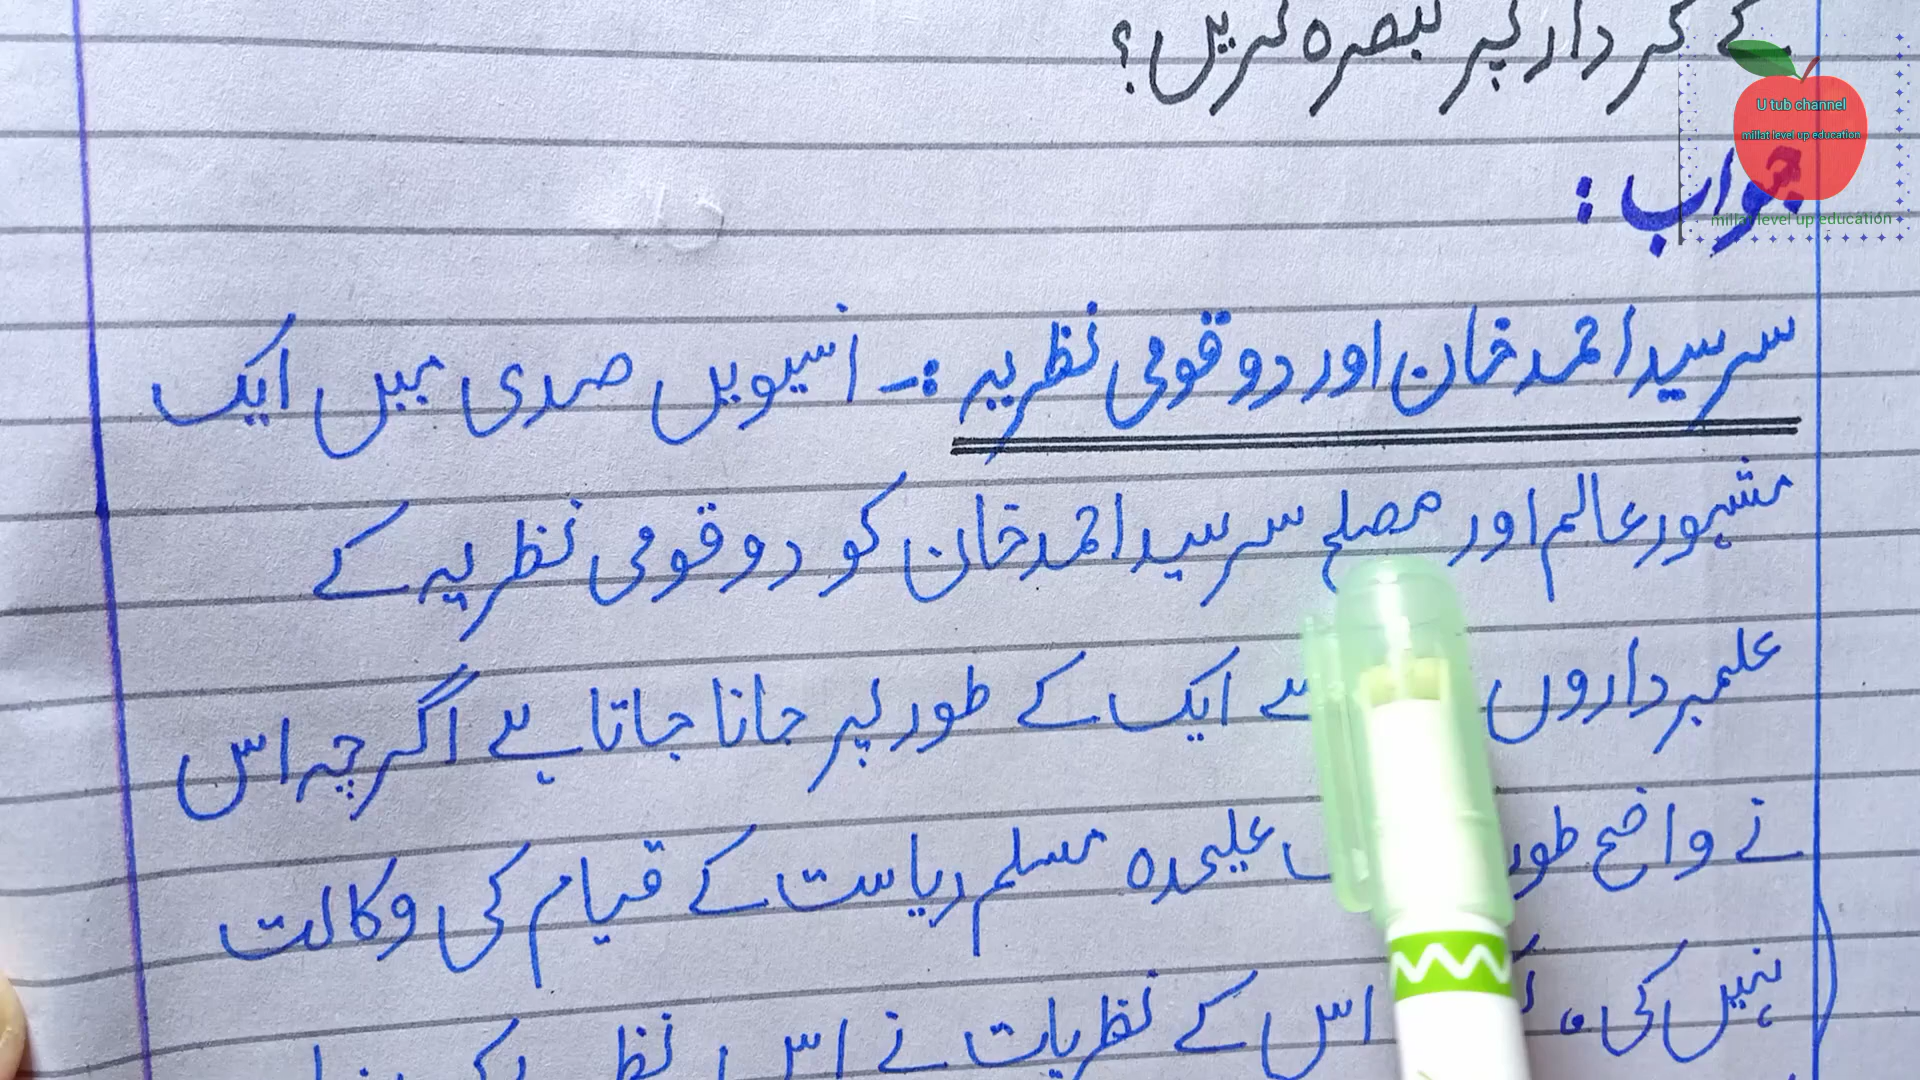 کے کردار پر تبصرہ کریں؟
U tub channel
millat level up education
جواب:
millat level up education
سرسید احمد خان اور دو قومی نظریہ :- انسیویں صدی میں ایک
مشہور عالم اور مصلح سرسید احمد خان کو دو قومی نظریہ کے
علمبرداروں سے ایک کے طور پر جانا جاتا ہے اگرچہ اس
نے واضح طور علیحدہ مسلم ریاست کے قیام کی وکالت
نہیں کی، اس کے نظریات نے اس